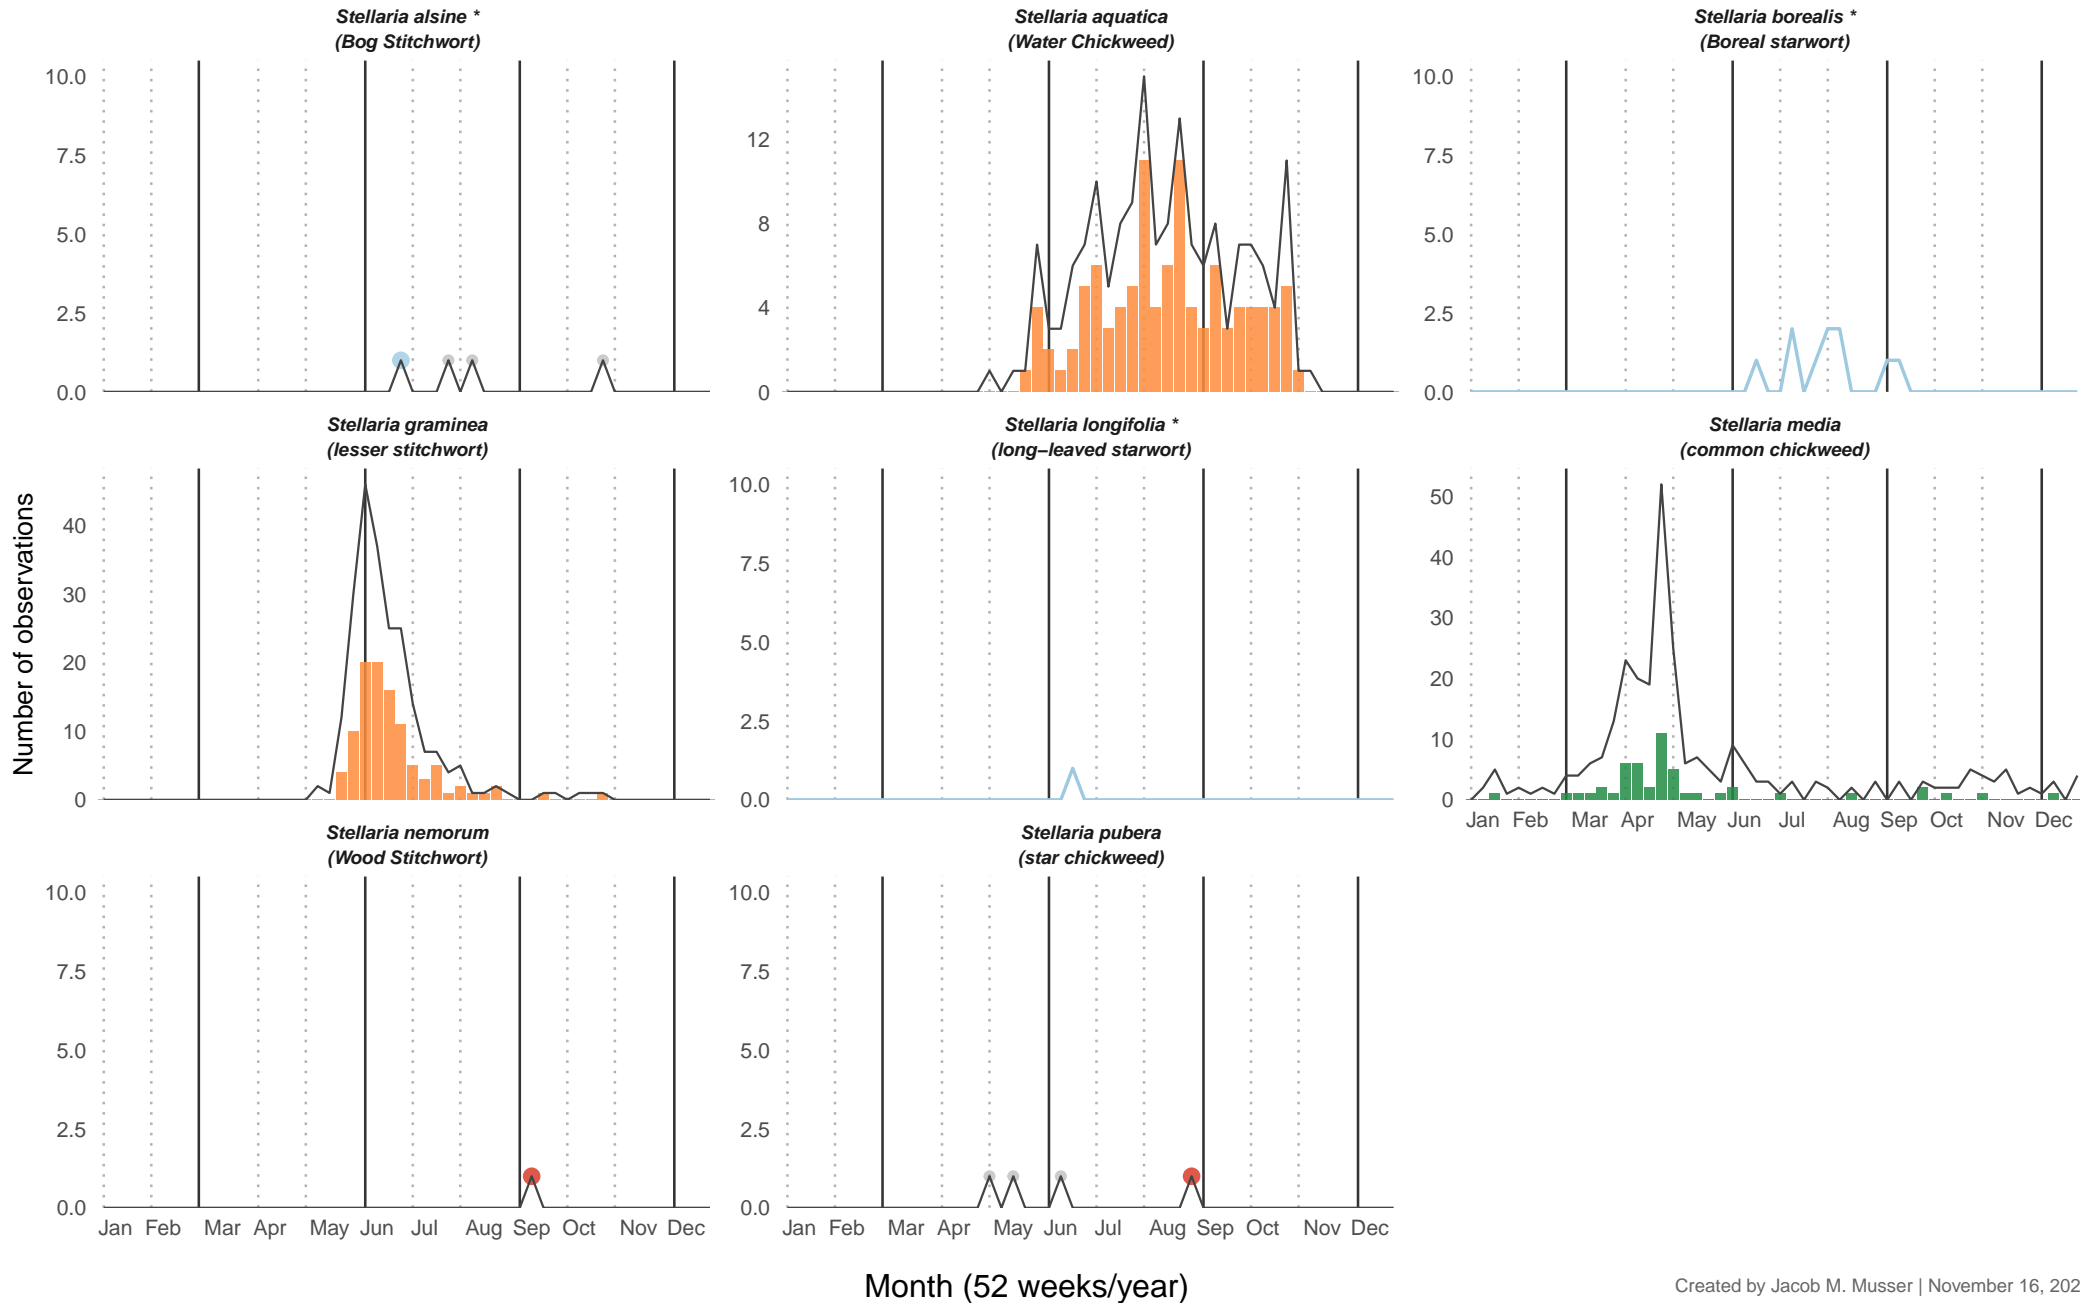 Stellaria alsine *
(Bog Stitchwort)
Stellaria aquatica
(Water Chickweed)
Stellaria borealis *
(Boreal starwort)
10.0
7.5
5.0
2.5
0.0
12
8
4
0
10.0
7.5
5.0
2.5
0.0
Stellaria graminea
(lesser stitchwort)
Stellaria longifolia *
(long−leaved starwort)
Stellaria media
(common chickweed)
40
30
20
10
0
10.0
7.5
5.0
2.5
0.0
50
40
30
20
10
0
Jan Feb Mar Apr May Jun Jul Aug Sep Oct Nov Dec
Stellaria nemorum
(Wood Stitchwort)
Stellaria pubera
(star chickweed)
10.0
7.5
5.0
2.5
0.0
10.0
7.5
5.0
2.5
0.0
Jan Feb Mar Apr May Jun Jul Aug Sep Oct Nov Dec
Jan Feb Mar Apr May Jun Jul Aug Sep Oct Nov Dec
Number of observations
Month (52 weeks/year)
Created by Jacob M. Musser | November 16, 202